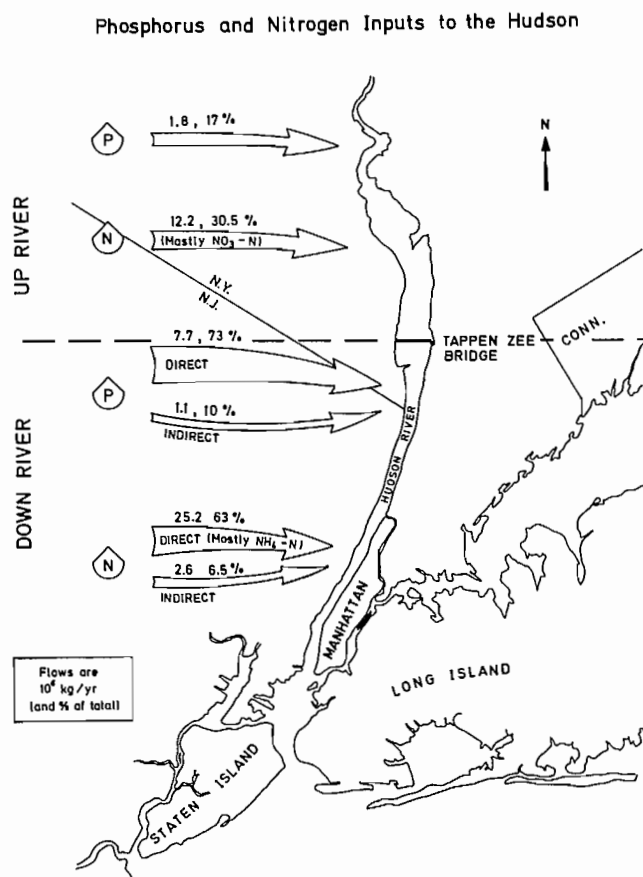 Phosphorus and Nitrogen Inputs to the Hudson
UP RIVER
P
1.8 , 17 %
N
12.2 , 30.5 %
(Mostly NO3 - N)
N.Y.
N.J.
N
TAPPEN ZEE
BRIDGE
CONN.
DOWN RIVER
7.7 , 73 %
DIRECT
P
1.1 , 10 %
INDIRECT
HUDSON RIVER
25.2 63 %
DIRECT (Mostly NH4 - N)
N
2.6 6.5 %
INDIRECT
MANHATTAN
LONG ISLAND
Flows are
10⁶ kg/yr
(and % of total)
STATEN ISLAND